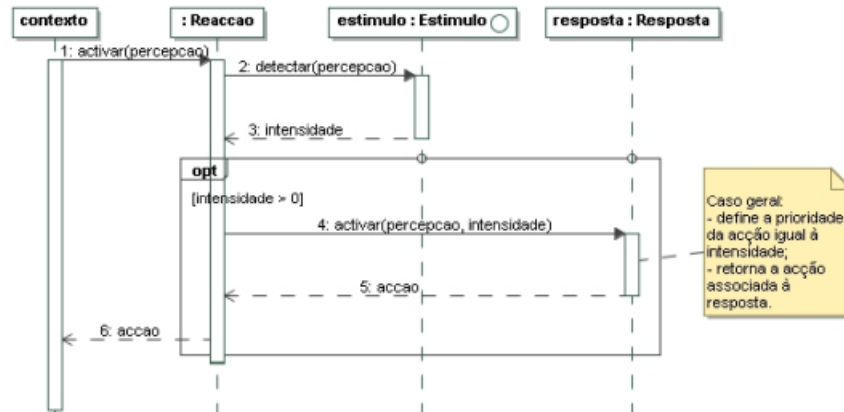 contexto
: Reaccao
estimulo : Estimulo
resposta : Resposta
1: activar(percepcao)
2: detectar(percepcao)
3: intensidade
opt
[intensidade > 0]
4: activar(percepcao, intensidade)
5: accao
6: accao
Caso geral:
- define a prioridade
da acção igual à
intensidade;
- retorna a acção
associada à
resposta.